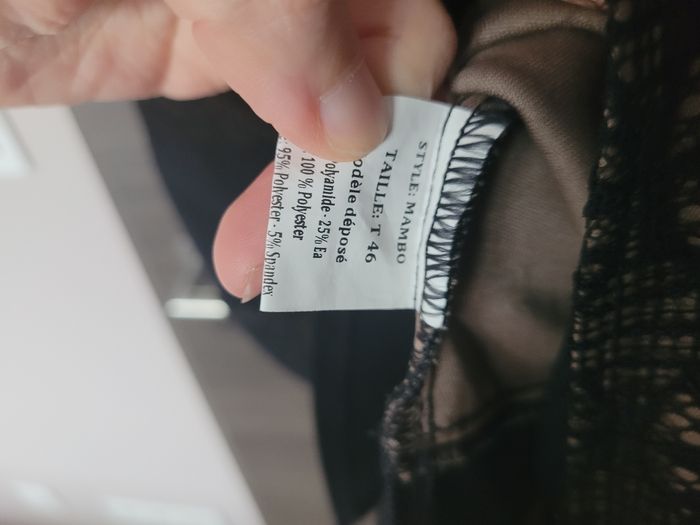 STYLE: MAMBO
TAILLE: T 46
odèle déposé
olyamide - 25% Ea
100 % Polyester
: 95% Polyester - 5% Spandex